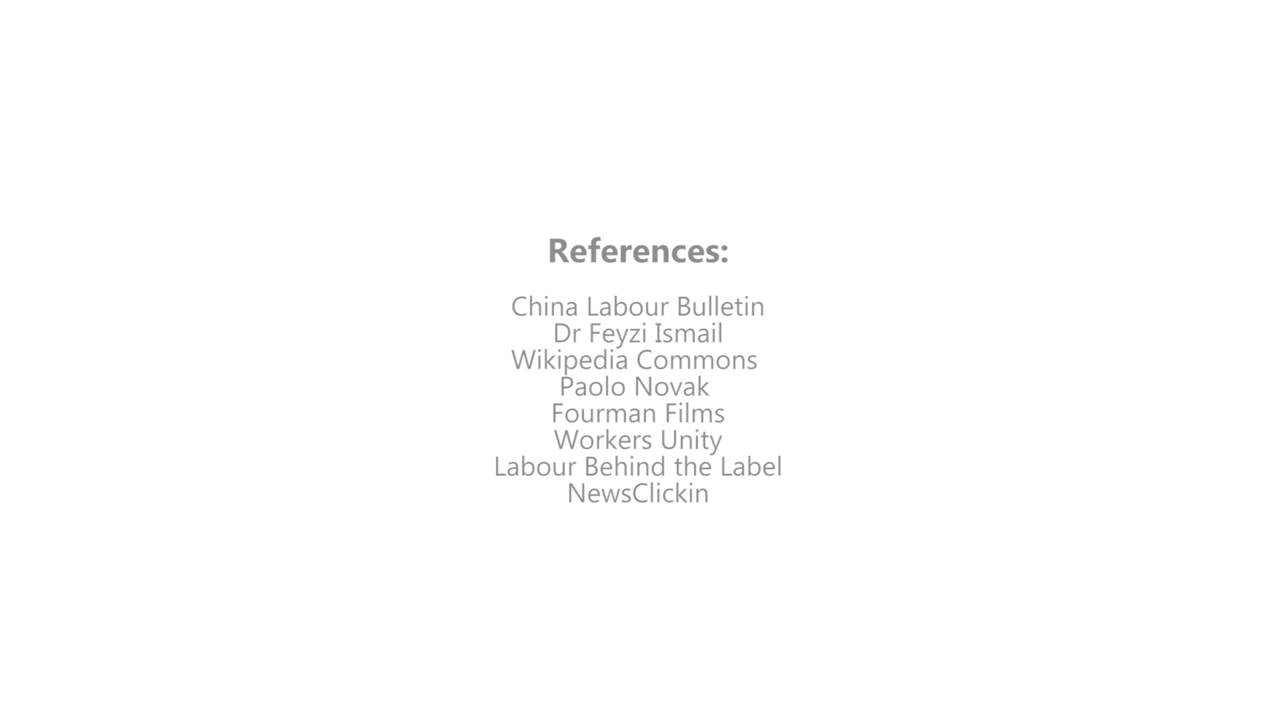 References:
China Labour Bulletin
Dr Feyzi Ismail
Wikipedia Commons
Paolo Novak
Fourman Films
Workers Unity
Labour Behind the Label
NewsClickin